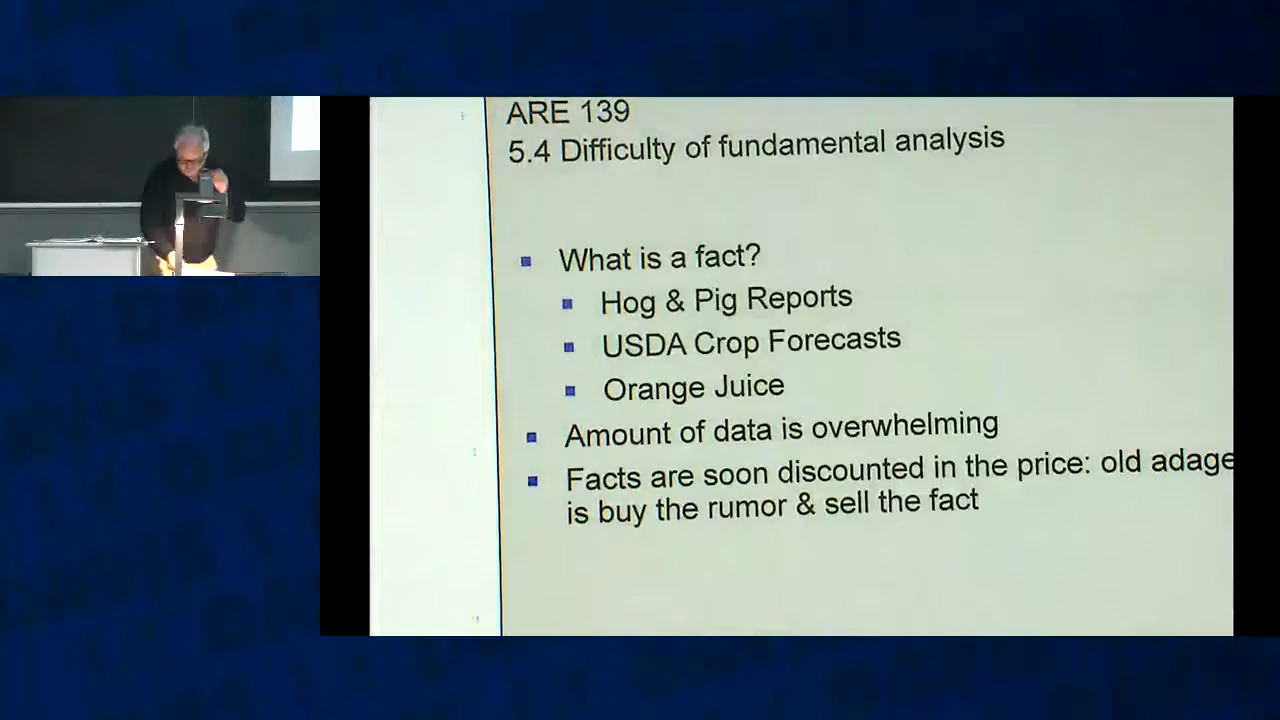 ARE 139
5.4 Difficulty of fundamental analysis
What is a fact?
Hog & Pig Reports
USDA Crop Forecasts
Orange Juice
Amount of data is overwhelming
Facts are soon discounted in the price: old adage
is buy the rumor & sell the fact